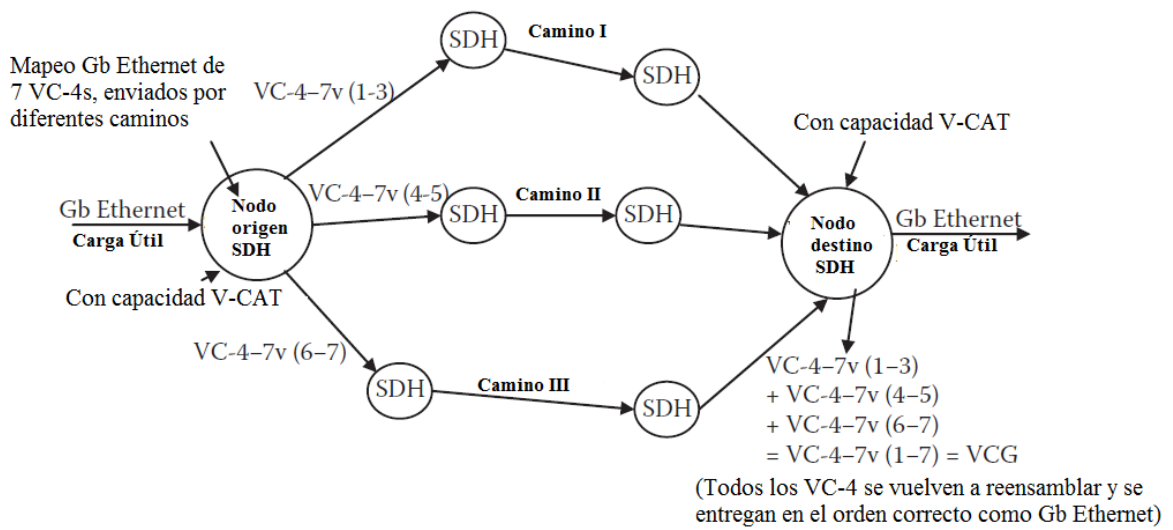 Camino I
SDH
SDH
Mapeo Gb Ethernet de
7 VC-4s, enviados por
diferentes caminos
VC-4–7v (1-3)
Con capacidad V-CAT
VC-4–7v (4-5)
Camino II
SDH
SDH
Gb Ethernet
Carga Útil
Nodo
origen
SDH
Nodo
destino
SDH
Gb Ethernet
Carga Útil
Con capacidad V-CAT
VC-4–7v (6–7)
Camino III
SDH
SDH
VC-4–7v (1–3)
+ VC-4–7v (4–5)
+ VC-4–7v (6–7)
= VC-4–7v (1–7) = VCG
(Todos los VC-4 se vuelven a reensamblar y se
entregan en el orden correcto como Gb Ethernet)